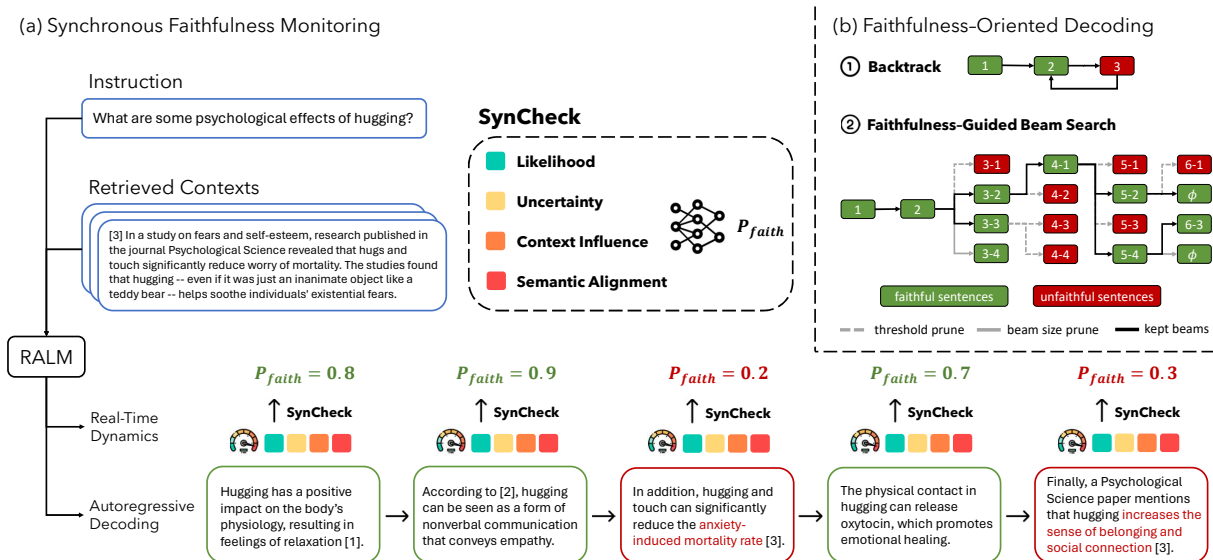 (a) Synchronous Faithfulness Monitoring
Instruction
What are some psychological effects of hugging?
Retrieved Contexts
[3] In a study on fears and self-esteem, research published in
the journal Psychological Science revealed that hugs and
touch significantly reduce worry of mortality. The studies found
that hugging -- even if it was just an inanimate object like a
teddy bear -- helps soothe individuals' existential fears.
RALM
SynCheck
Likelihood
Uncertainty
Context Influence
Semantic Alignment
P_faith
(b) Faithfulness-Oriented Decoding
1 Backtrack
1
2
3
2 Faithfulness-Guided Beam Search
3-1
4-1
5-1
6-1
3-2
4-2
5-2
ϕ
1
2
3-3
4-3
5-3
6-3
3-4
4-4
5-4
ϕ
faithful sentences
unfaithful sentences
threshold prune
beam size prune
kept beams
P_faith = 0.8
P_faith = 0.9
P_faith = 0.2
P_faith = 0.7
P_faith = 0.3
SynCheck
SynCheck
SynCheck
SynCheck
SynCheck
Real-Time
Dynamics
Autoregressive
Decoding
Hugging has a positive
impact on the body's
physiology, resulting in
feelings of relaxation [1].
According to [2], hugging
can be seen as a form of
nonverbal communication
that conveys empathy.
In addition, hugging and
touch can significantly
reduce the anxiety-
induced mortality rate [3].
The physical contact in
hugging can release
oxytocin, which promotes
emotional healing.
Finally, a Psychological
Science paper mentions
that hugging increases the
sense of belonging and
social connection [3].